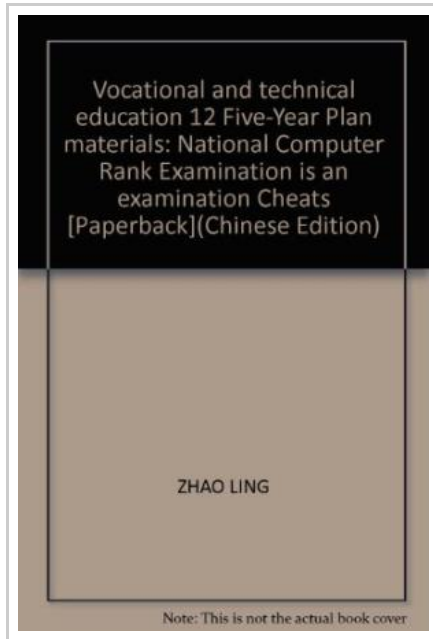 Vocational and technical
education 12 Five-Year Plan
materials: National Computer
Rank Examination is an
examination Cheats
[Paperback](Chinese Edition)
ZHAO LING
Note: This is not the actual book cover